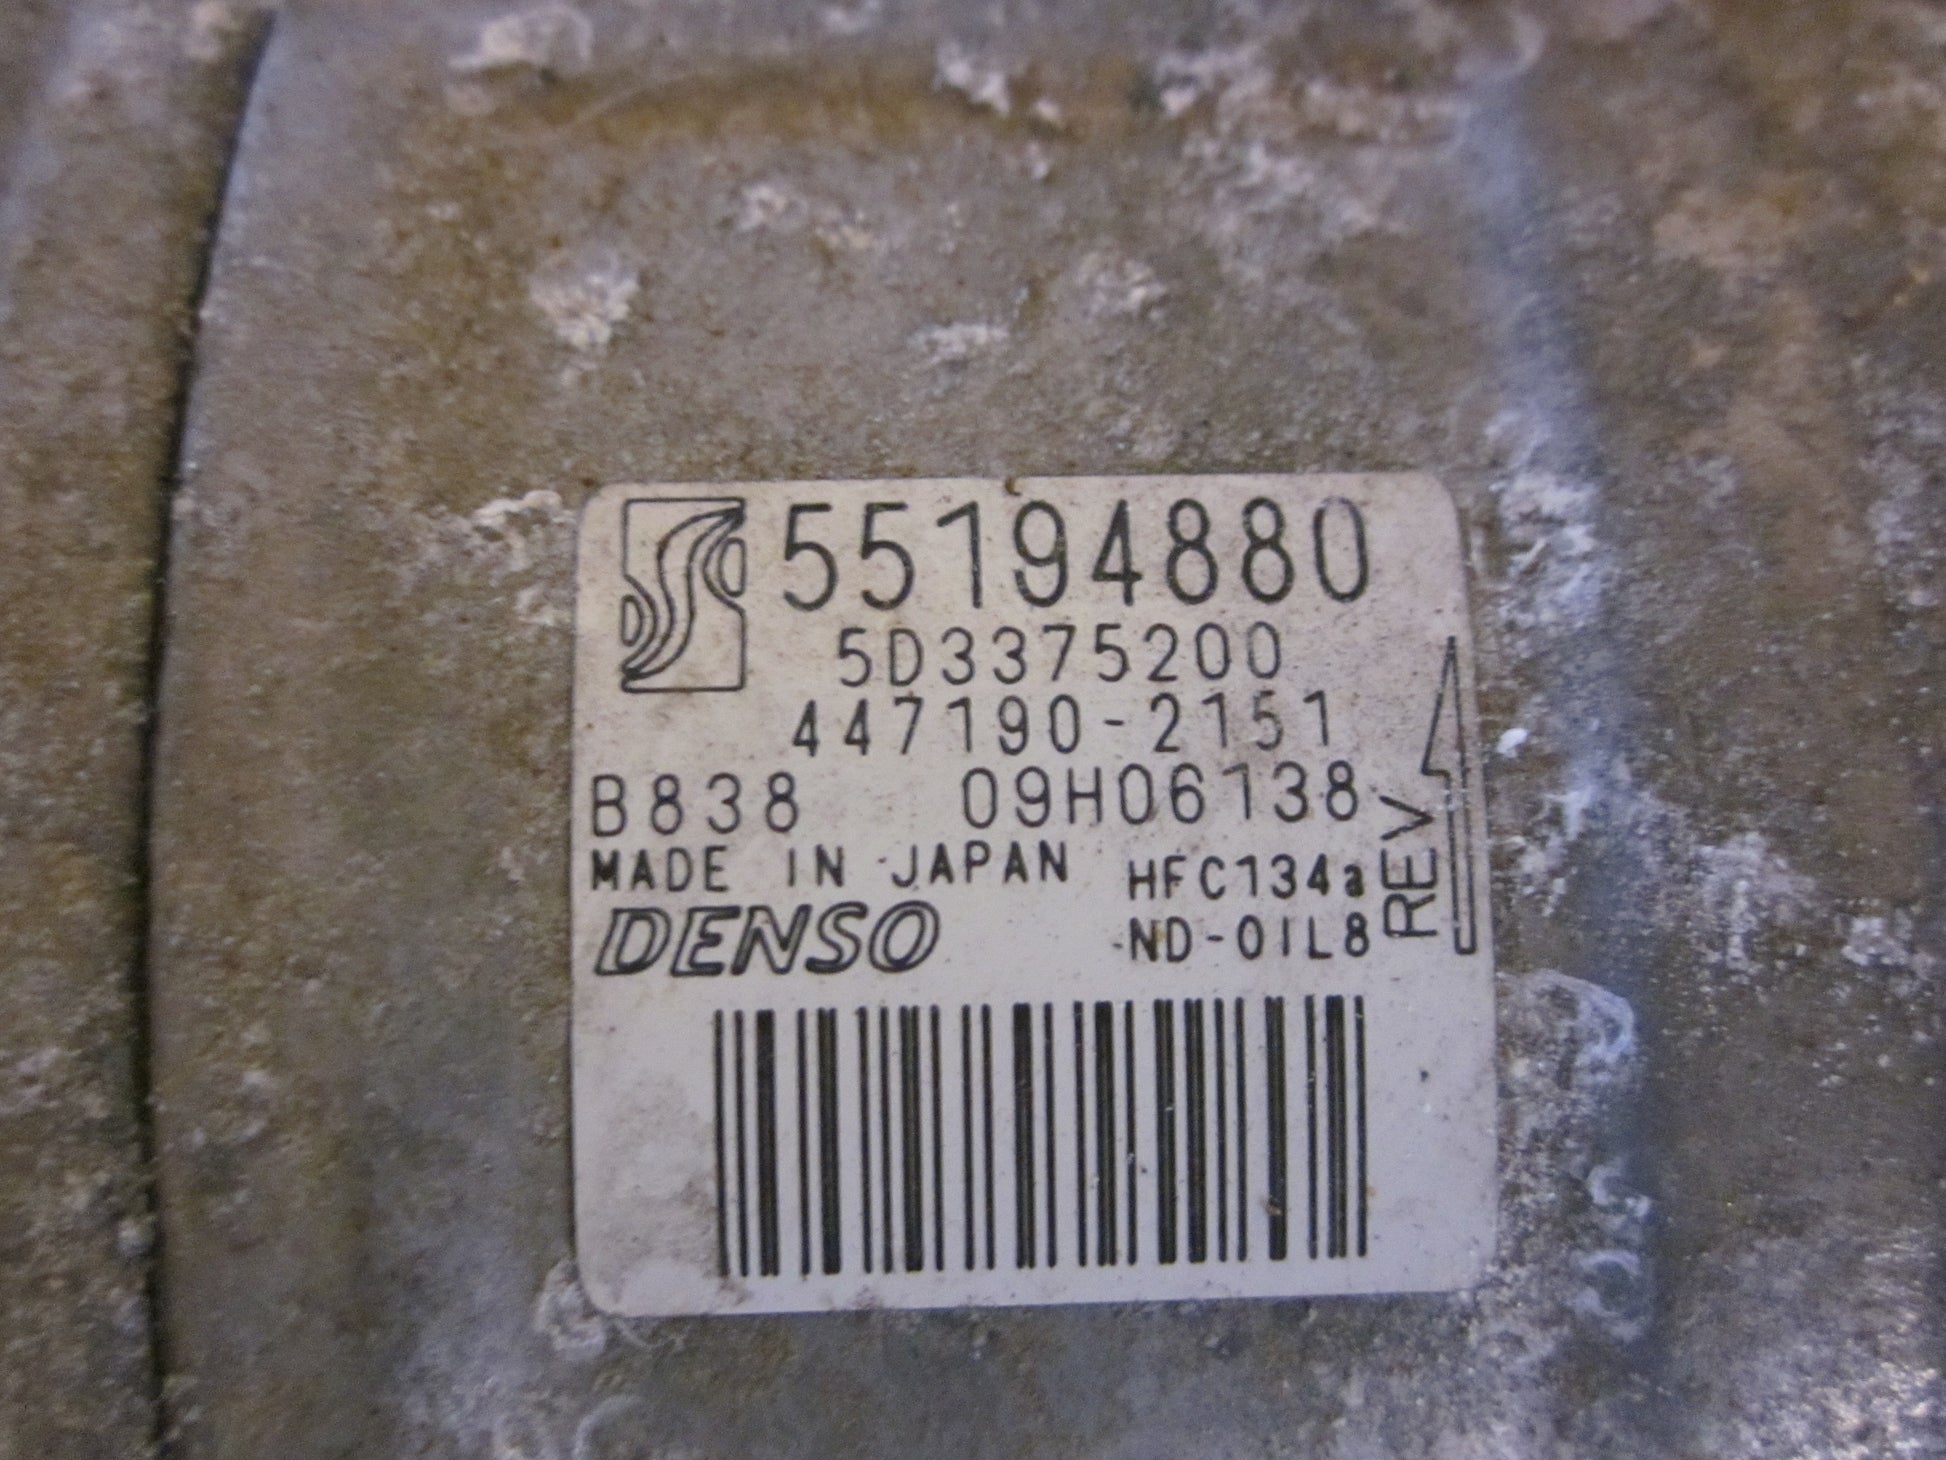 55194880
5D3375200
447190-2151
B838 09H06138
MADE IN JAPAN HFC134a
DENSO ND-OIL8
REV